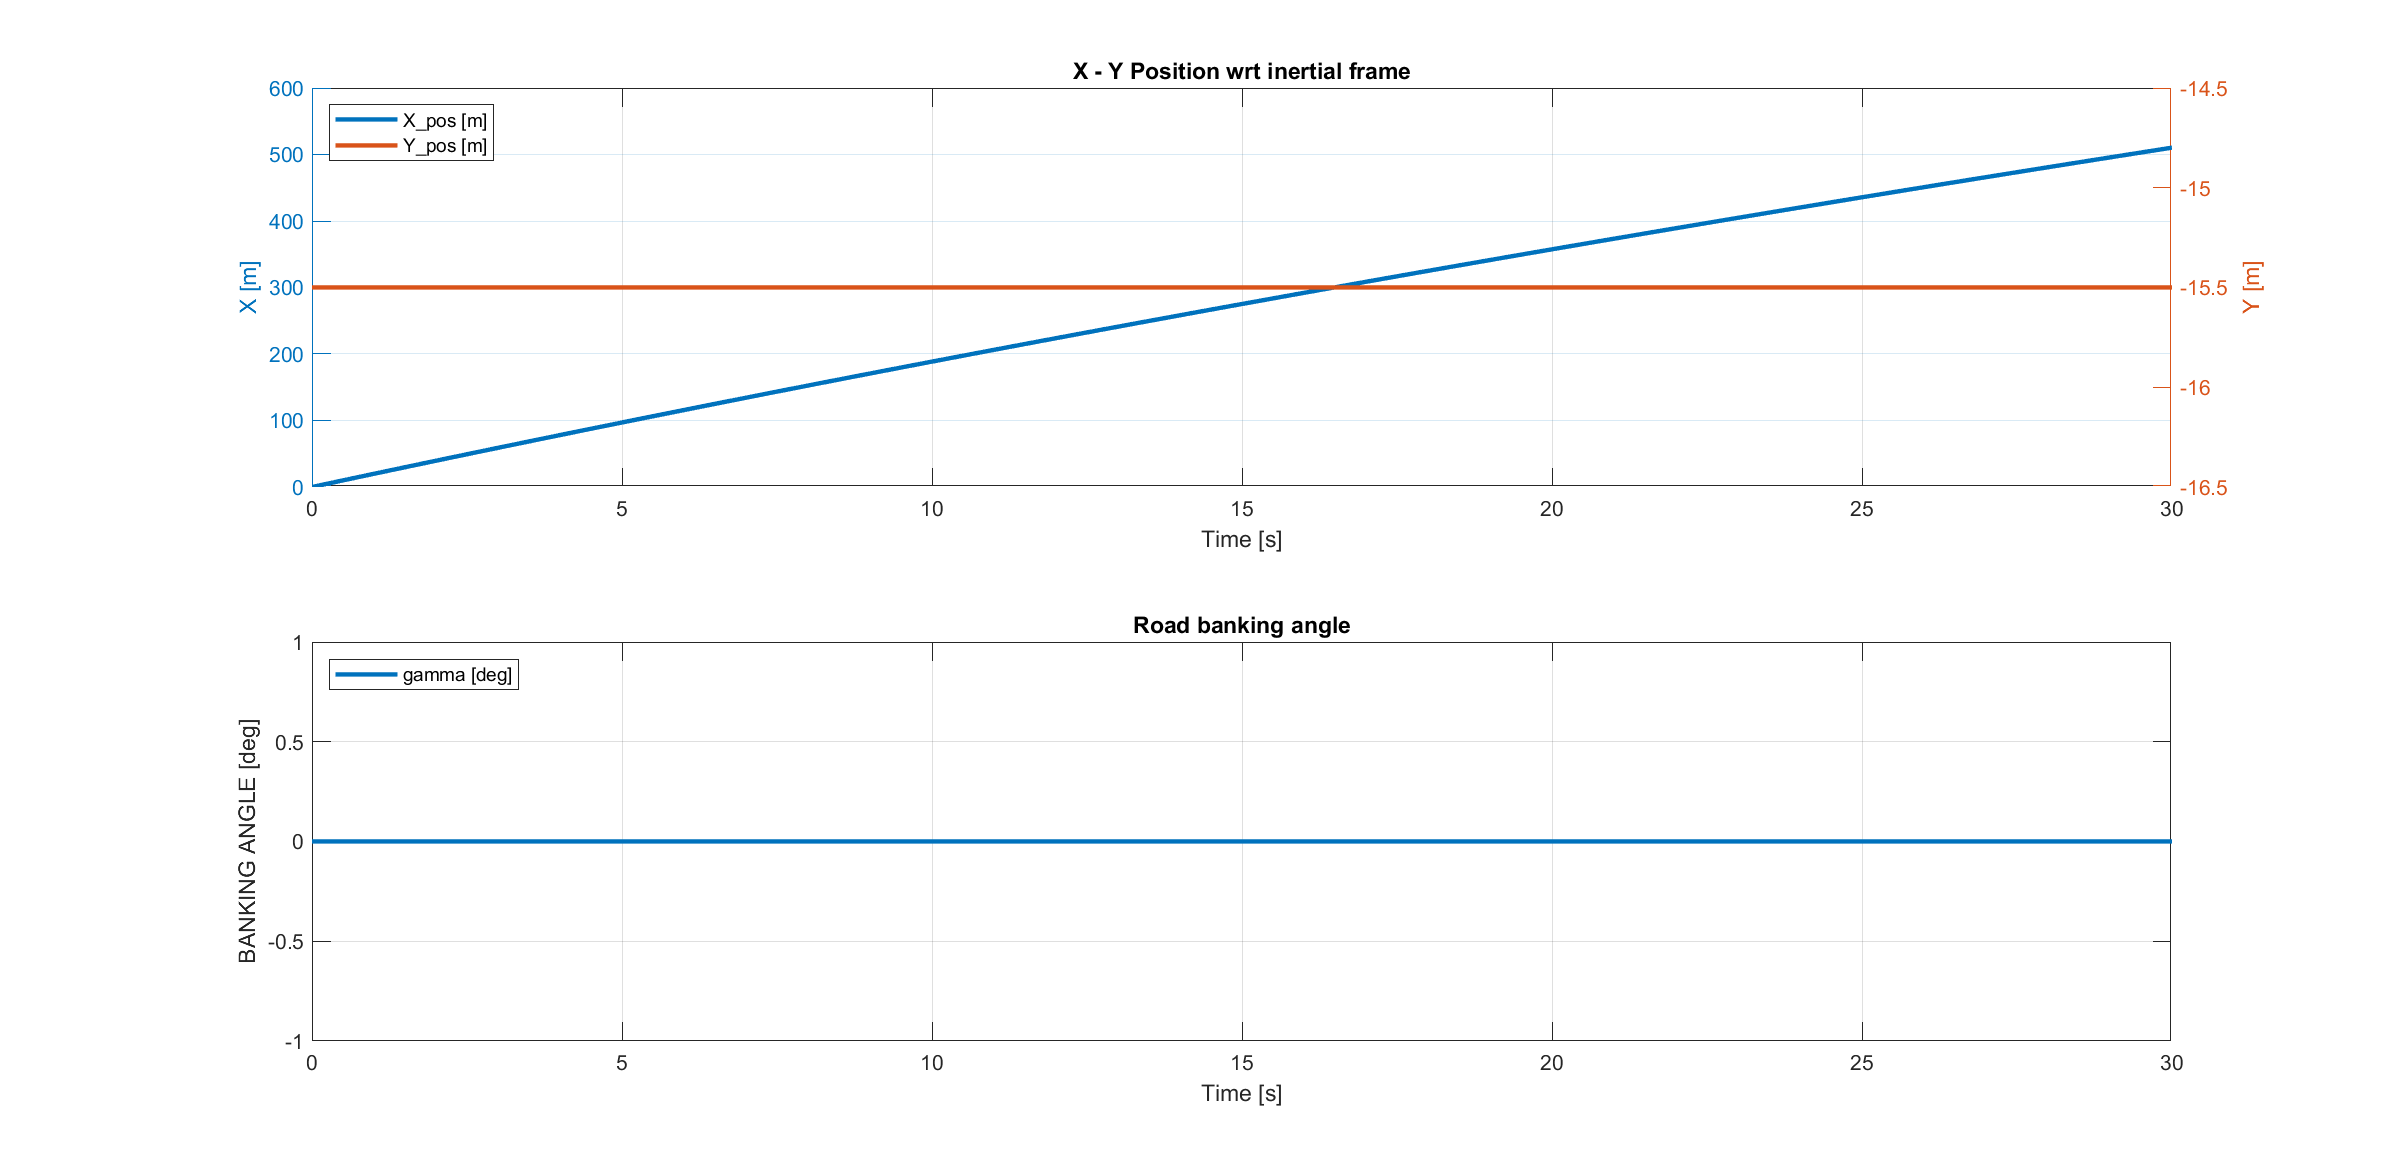 X - Y Position wrt inertial frame
600
500
400
300
200
100
0
X [m]
X_pos [m]
Y_pos [m]
-14.5
-15
-15.5
-16
-16.5
Y [m]
0 5 10 15 20 25 30
Time [s]
Road banking angle
1
0.5
0
-0.5
-1
BANKING ANGLE [deg]
gamma [deg]
0 5 10 15 20 25 30
Time [s]